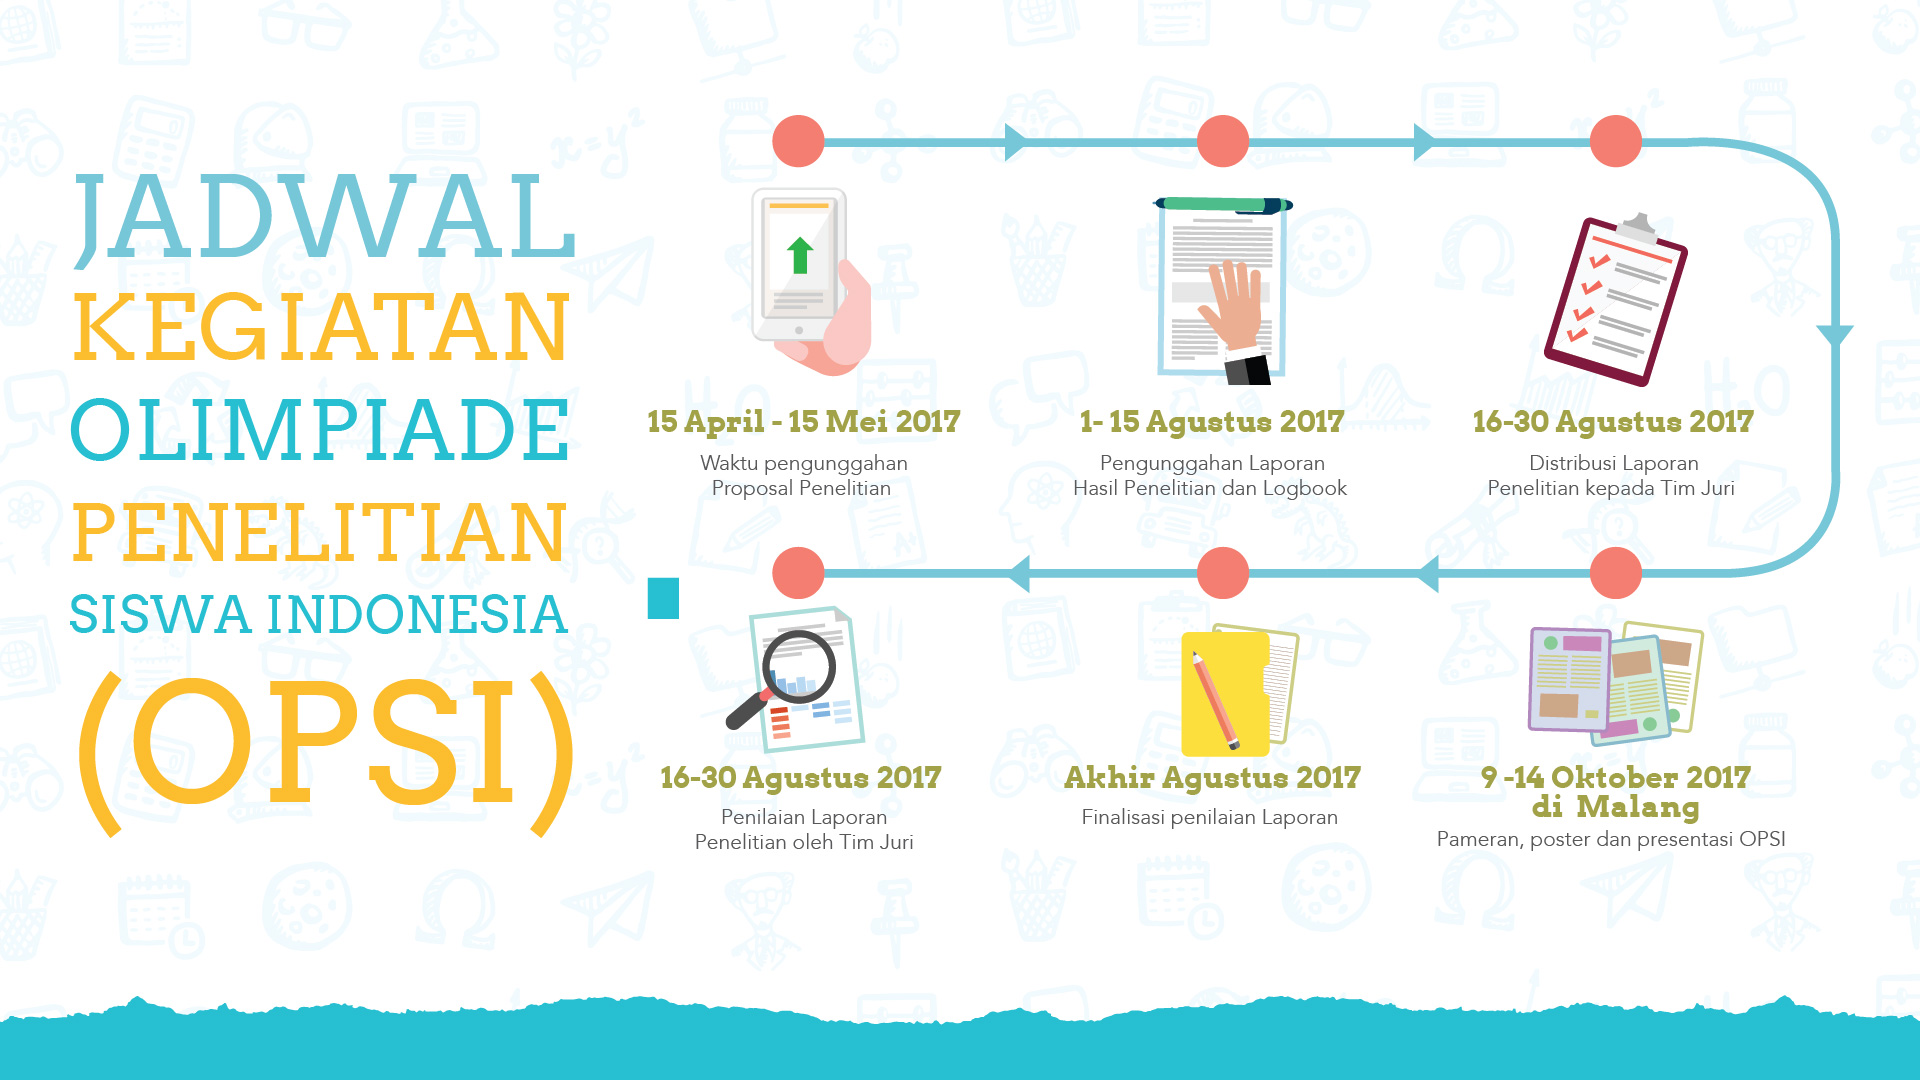 JADWAL
KEGIATAN
OLIMPIADE
PENELITIAN
SISWA INDONESIA
(OPSI)
15 April - 15 Mei 2017
Waktu pengunggahan
Proposal Penelitian
1- 15 Agustus 2017
Pengunggahan Laporan
Hasil Penelitian dan Logbook
16-30 Agustus 2017
Distribusi Laporan
Penelitian kepada Tim Juri
16-30 Agustus 2017
Penilaian Laporan
Penelitian oleh Tim Juri
Akhir Agustus 2017
Finalisasi penilaian Laporan
9 -14 Oktober 2017
di Malang
Pameran, poster dan presentasi OPSI